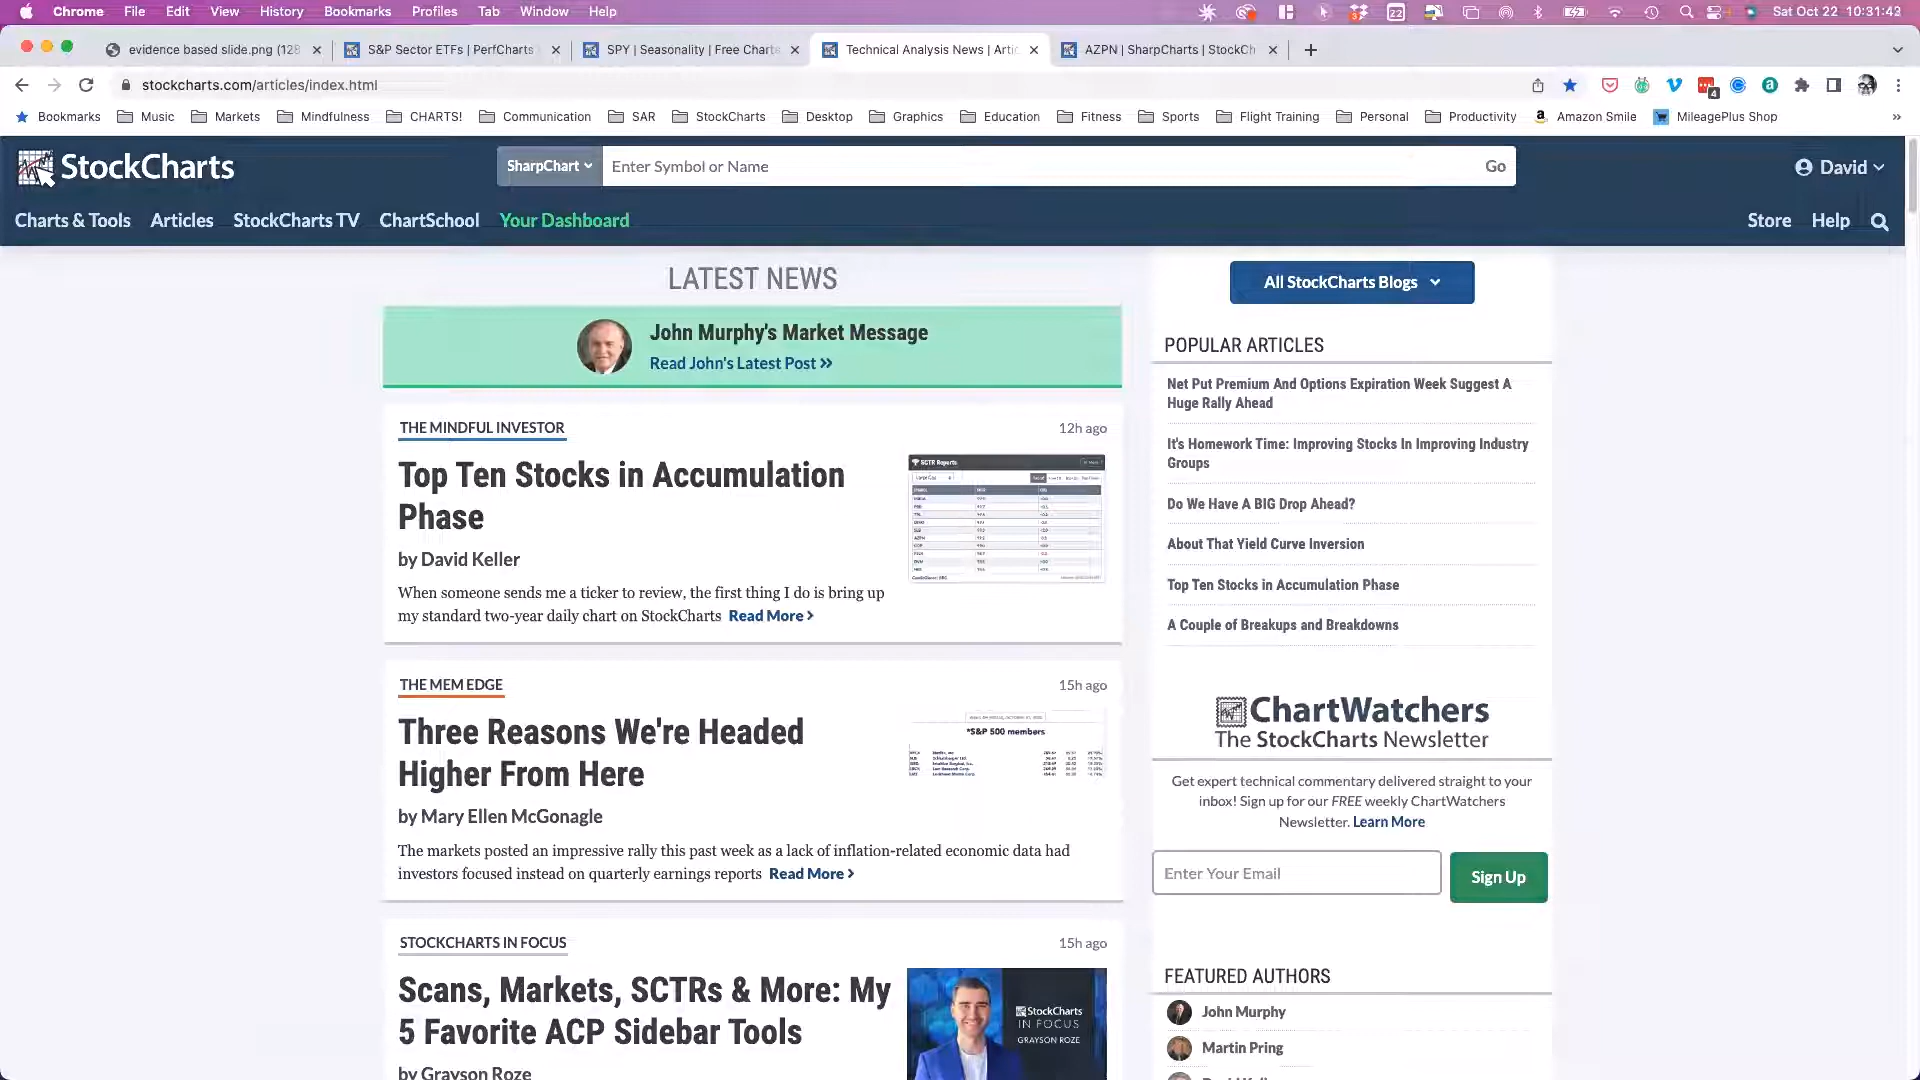 Chrome File Edit View History Bookmarks Profiles Tab Window Help
22
Sat Oct 22 10:31:43
evidence based slide.png (128
S&P Sector ETFs | PerfCharts
SPY | Seasonality | Free Charts
Technical Analysis News | Artic
AZPN | SharpCharts | StockCh
stockcharts.com/articles/index.html
Bookmarks Music Markets Mindfulness CHARTS! Communication SAR StockCharts Desktop Graphics Education Fitness Sports Flight Training Personal Productivity Amazon Smile MileagePlus Shop
StockCharts
SharpChart Enter Symbol or Name Go
David
Charts & Tools Articles StockCharts TV ChartSchool Your Dashboard
Store Help
LATEST NEWS
John Murphy's Market Message
Read John's Latest Post »
THE MINDFUL INVESTOR 12h ago
Top Ten Stocks in Accumulation
Phase
by David Keller
When someone sends me a ticker to review, the first thing I do is bring up
my standard two-year daily chart on StockCharts Read More
SCTR Reports
THE MEM EDGE 15h ago
Three Reasons We're Headed
Higher From Here
by Mary Ellen McGonagle
The markets posted an impressive rally this past week as a lack of inflation-related economic data had
investors focused instead on quarterly earnings reports Read More
*S&P 500 members
STOCKCHARTS IN FOCUS 15h ago
Scans, Markets, SCTRs & More: My
5 Favorite ACP Sidebar Tools
by Grayson Roze
StockCharts
IN FOCUS
GRAYSON ROZE
All StockCharts Blogs
POPULAR ARTICLES
Net Put Premium And Options Expiration Week Suggest A
Huge Rally Ahead
It's Homework Time: Improving Stocks In Improving Industry
Groups
Do We Have A BIG Drop Ahead?
About That Yield Curve Inversion
Top Ten Stocks in Accumulation Phase
A Couple of Breakups and Breakdowns
ChartWatchers
The StockCharts Newsletter
Get expert technical commentary delivered straight to your
inbox! Sign up for our FREE weekly ChartWatchers
Newsletter. Learn More
Enter Your Email Sign Up
FEATURED AUTHORS
John Murphy
Martin Pring